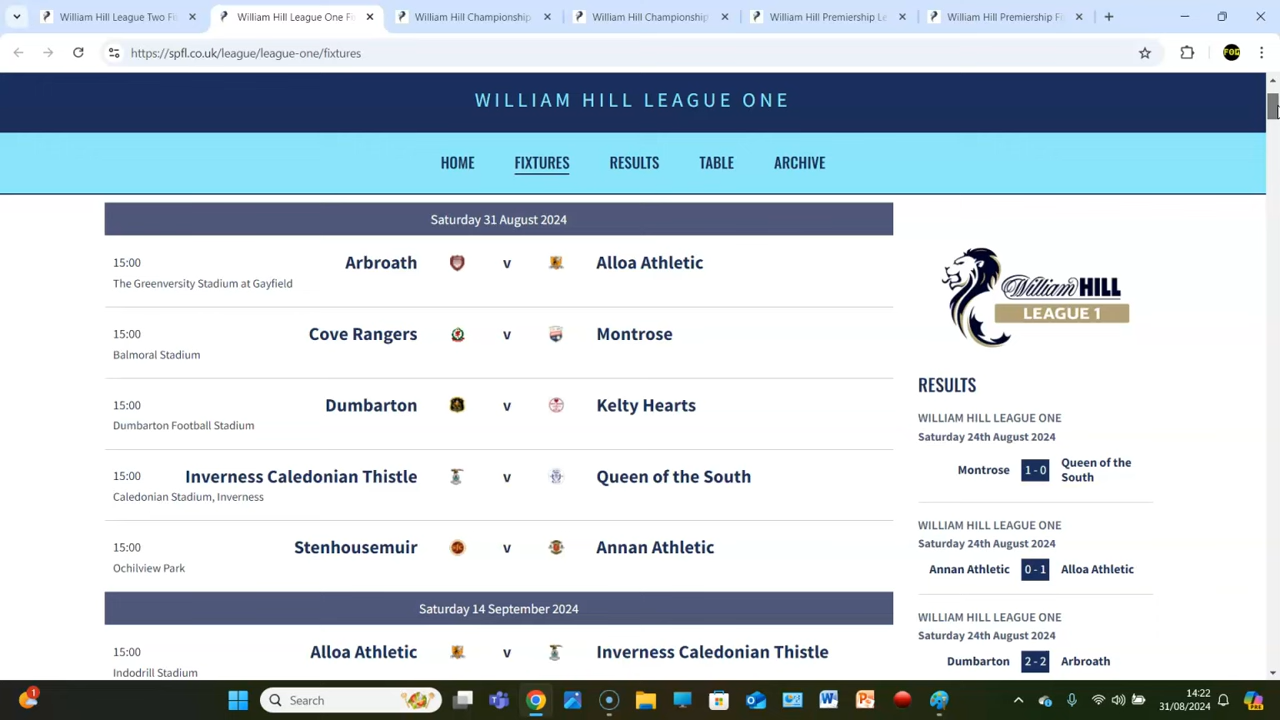 William Hill League Two Fi
William Hill League One Fi
William Hill Championship
William Hill Championship
William Hill Premiership Le
William Hill Premiership Fi
https://spfl.co.uk/league/league-one/fixtures
WILLIAM HILL LEAGUE ONE
HOME FIXTURES RESULTS TABLE ARCHIVE
Saturday 31 August 2024
15:00 Arbroath v Alloa Athletic
The Greenversity Stadium at Gayfield
15:00 Cove Rangers v Montrose
Balmoral Stadium
15:00 Dumbarton v Kelty Hearts
Dumbarton Football Stadium
15:00 Inverness Caledonian Thistle v Queen of the South
Caledonian Stadium, Inverness
15:00 Stenhousemuir v Annan Athletic
Ochilview Park
Saturday 14 September 2024
15:00 Alloa Athletic v Inverness Caledonian Thistle
Indodrill Stadium
William HILL
LEAGUE 1
RESULTS
WILLIAM HILL LEAGUE ONE
Saturday 24th August 2024
Montrose 1 - 0 Queen of the
South
WILLIAM HILL LEAGUE ONE
Saturday 24th August 2024
Annan Athletic 0 - 1 Alloa Athletic
WILLIAM HILL LEAGUE ONE
Saturday 24th August 2024
Dumbarton 2 - 2 Arbroath
1
Search
14:22
31/08/2024